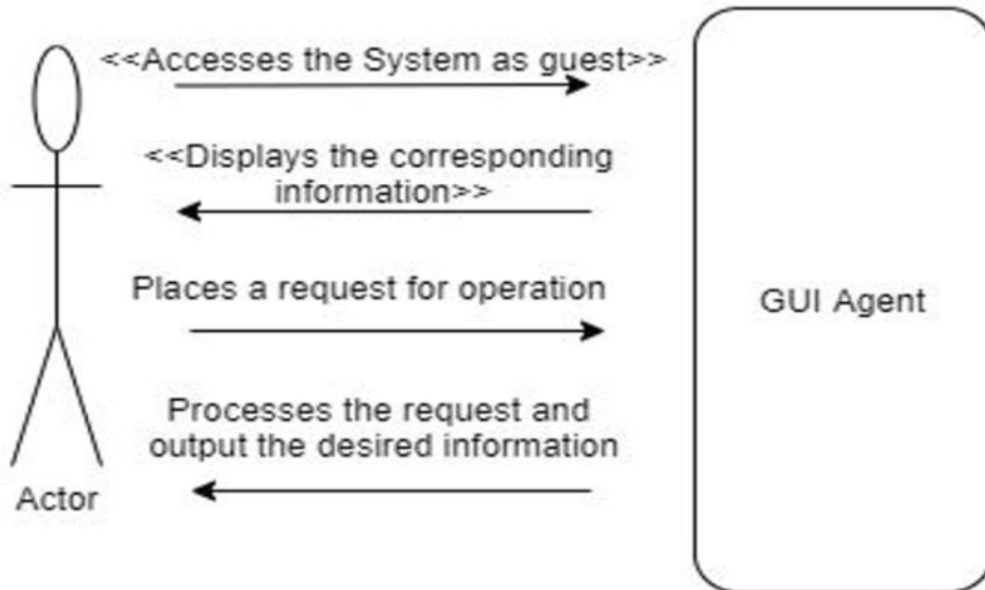 <<Accesses the System as guest>>
<<Displays the corresponding
information>>
Places a request for operation
GUI Agent
Processes the request and
output the desired information
Actor